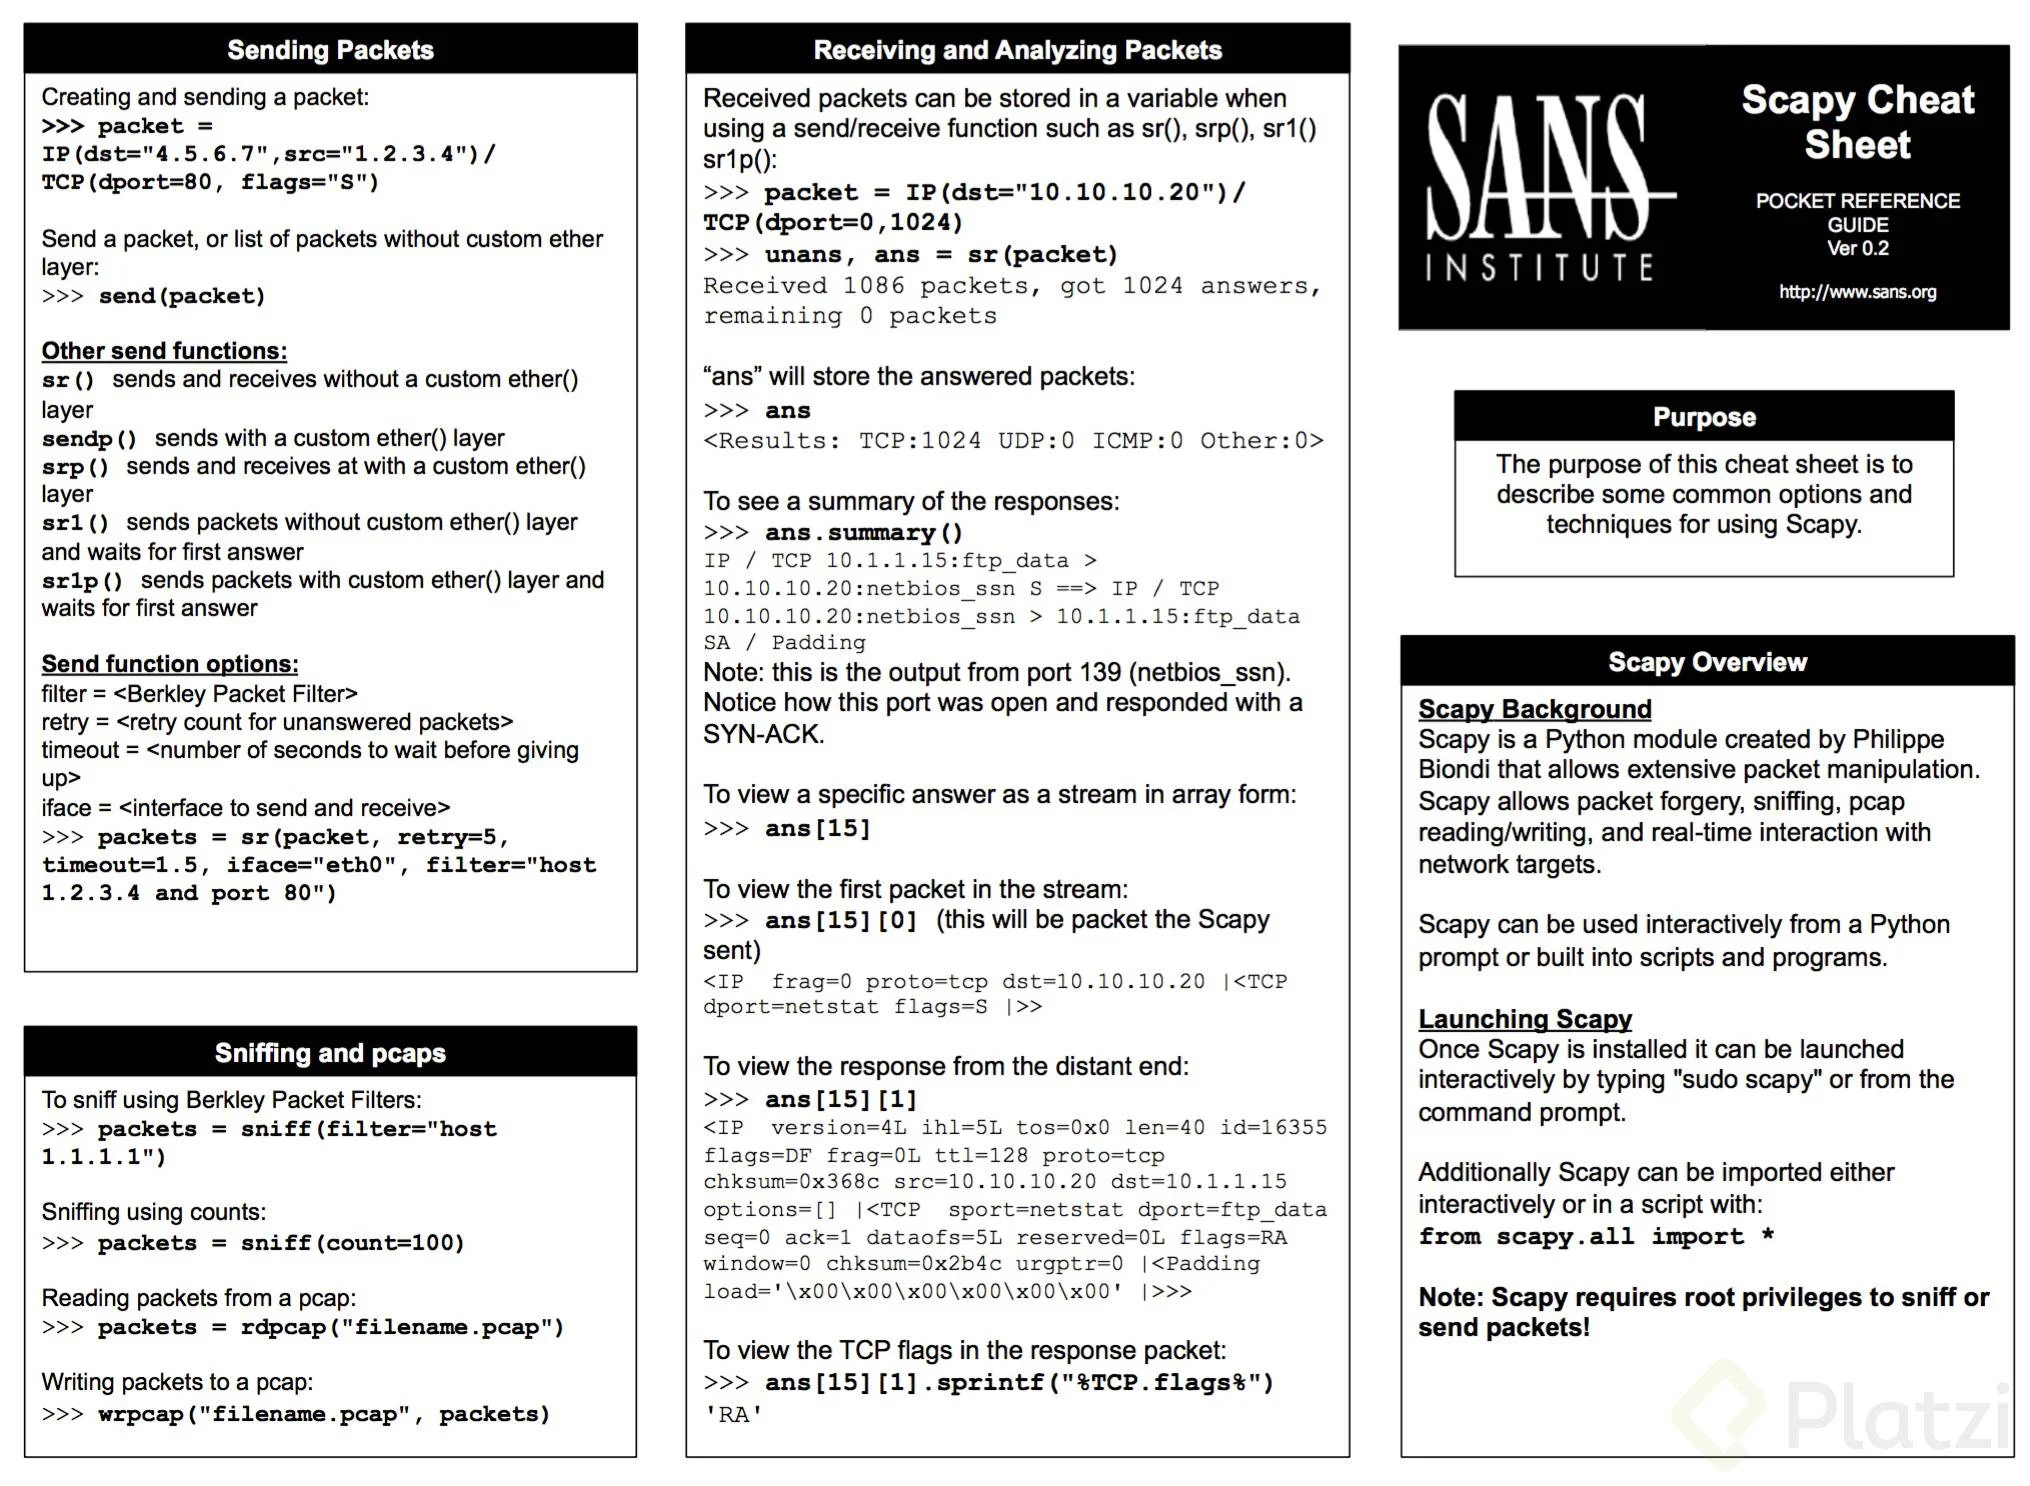 Sending Packets
Creating and sending a packet:
>>> packet =
IP(dst="4.5.6.7",src="1.2.3.4")/
TCP(dport=80, flags="S")
Send a packet, or list of packets without custom ether
layer:
>>> send(packet)
Other send functions:
sr() sends and receives without a custom ether()
layer
sendp() sends with a custom ether() layer
srp() sends and receives at with a custom ether()
layer
sr1() sends packets without custom ether() layer
and waits for first answer
sr1p() sends packets with custom ether() layer and
waits for first answer
Send function options:
filter = <Berkley Packet Filter>
retry = <retry count for unanswered packets>
timeout = <number of seconds to wait before giving
up>
iface = <interface to send and receive>
>>> packets = sr(packet, retry=5,
timeout=1.5, iface="eth0", filter="host
1.2.3.4 and port 80")
Sniffing and pcaps
To sniff using Berkley Packet Filters:
>>> packets = sniff(filter="host
1.1.1.1")
Sniffing using counts:
>>> packets = sniff(count=100)
Reading packets from a pcap:
>>> packets = rdpcap("filename.pcap")
Writing packets to a pcap:
>>> wrpcap("filename.pcap", packets)
Receiving and Analyzing Packets
Received packets can be stored in a variable when
using a send/receive function such as sr(), srp(), sr1()
sr1p():
>>> packet = IP(dst="10.10.10.20")/
TCP(dport=0,1024)
>>> unans, ans = sr(packet)
Received 1086 packets, got 1024 answers,
remaining 0 packets
“ans” will store the answered packets:
>>> ans
<Results: TCP:1024 UDP:0 ICMP:0 Other:0>
To see a summary of the responses:
>>> ans.summary()
IP / TCP 10.1.1.15:ftp_data >
10.10.10.20:netbios_ssn S ==> IP / TCP
10.10.10.20:netbios_ssn > 10.1.1.15:ftp_data
SA / Padding
Note: this is the output from port 139 (netbios_ssn).
Notice how this port was open and responded with a
SYN-ACK.
To view a specific answer as a stream in array form:
>>> ans[15]
To view the first packet in the stream:
>>> ans[15][0] (this will be packet the Scapy
sent)
<IP  frag=0 proto=tcp dst=10.10.10.20 |<TCP
dport=netstat flags=S |>>
To view the response from the distant end:
>>> ans[15][1]
<IP  version=4L ihl=5L tos=0x0 len=40 id=16355
flags=DF frag=0L ttl=128 proto=tcp
chksum=0x368c src=10.10.10.20 dst=10.1.1.15
options=[] |<TCP  sport=netstat dport=ftp_data
seq=0 ack=1 dataofs=5L reserved=0L flags=RA
window=0 chksum=0x2b4c urgptr=0 |<Padding
load='\x00\x00\x00\x00\x00\x00' |>>>
To view the TCP flags in the response packet:
>>> ans[15][1].sprintf("%TCP.flags%")
'RA'
SANS
INSTITUTE
Scapy Cheat
Sheet
POCKET REFERENCE
GUIDE
Ver 0.2
http://www.sans.org
Purpose
The purpose of this cheat sheet is to
describe some common options and
techniques for using Scapy.
Scapy Overview
Scapy Background
Scapy is a Python module created by Philippe
Biondi that allows extensive packet manipulation.
Scapy allows packet forgery, sniffing, pcap
reading/writing, and real-time interaction with
network targets.
Scapy can be used interactively from a Python
prompt or built into scripts and programs.
Launching Scapy
Once Scapy is installed it can be launched
interactively by typing "sudo scapy" or from the
command prompt.
Additionally Scapy can be imported either
interactively or in a script with:
from scapy.all import *
Note: Scapy requires root privileges to sniff or
send packets!
Platzi